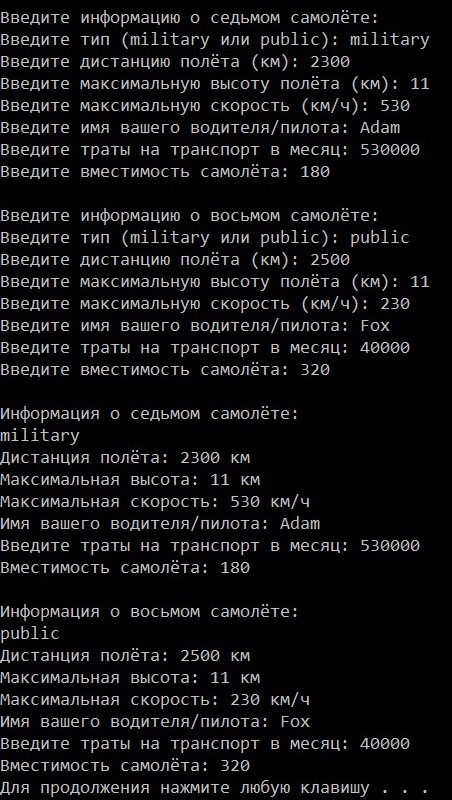 Введите информацию о седьмом самолёте:
Введите тип (military или public): military
Введите дистанцию полёта (км): 2300
Введите максимальную высоту полёта (км): 11
Введите максимальную скорость (км/ч): 530
Введите имя вашего водителя/пилота: Adam
Введите траты на транспорт в месяц: 530000
Введите вместимость самолёта: 180
Введите информацию о восьмом самолёте:
Введите тип (military или public): public
Введите дистанцию полёта (км): 2500
Введите максимальную высоту полёта (км): 11
Введите максимальную скорость (км/ч): 230
Введите имя вашего водителя/пилота: Fox
Введите траты на транспорт в месяц: 40000
Введите вместимость самолёта: 320
Информация о седьмом самолёте:
military
Дистанция полёта: 2300 км
Максимальная высота: 11 км
Максимальная скорость: 530 км/ч
Имя вашего водителя/пилота: Adam
Введите траты на транспорт в месяц: 530000
Вместимость самолёта: 180
Информация о восьмом самолёте:
public
Дистанция полёта: 2500 км
Максимальная высота: 11 км
Максимальная скорость: 230 км/ч
Имя вашего водителя/пилота: Fox
Введите траты на транспорт в месяц: 40000
Вместимость самолёта: 320
Для продолжения нажмите любую клавишу . . .